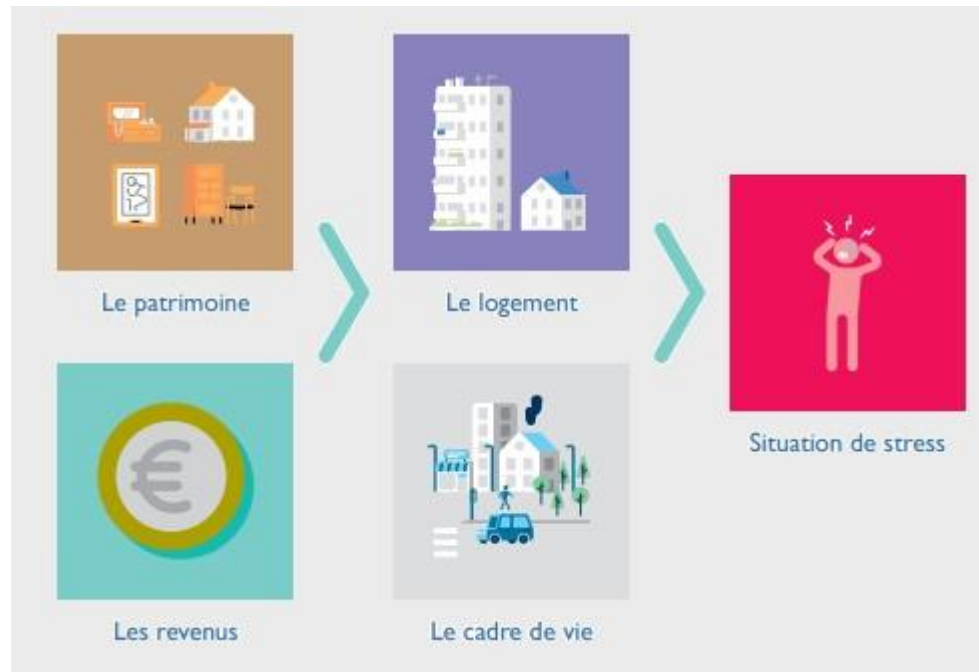 Le patrimoine
Le logement
Les revenus
Le cadre de vie
Situation de stress